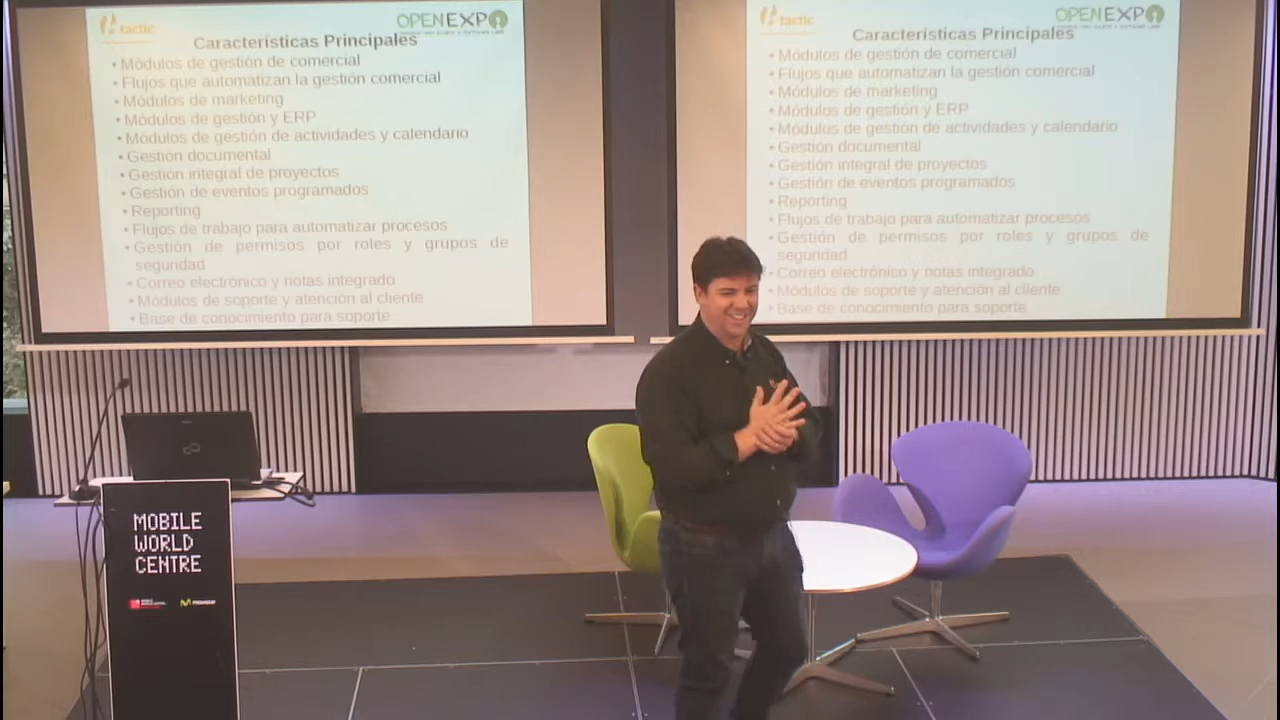 tactic
OPENEXPO
Características Principales
• Módulos de gestión de comercial
• Flujos que automatizan la gestión comercial
• Módulos de marketing
• Módulos de gestión y ERP
• Módulos de gestión de actividades y calendario
• Gestión documental
• Gestión integral de proyectos
• Gestión de eventos programados
• Reporting
• Flujos de trabajo para automatizar procesos
• Gestión de permisos por roles y grupos de
seguridad
• Correo electrónico y notas integrado
• Módulos de soporte y atención al cliente
• Base de conocimiento para soporte
tactic
OPENEXPO
Características Principales
• Módulos de gestión de comercial
• Flujos que automatizan la gestión comercial
• Módulos de marketing
• Módulos de gestión y ERP
• Módulos de gestión de actividades y calendario
• Gestión documental
• Gestión integral de proyectos
• Gestión de eventos programados
• Reporting
• Flujos de trabajo para automatizar procesos
• Gestión de permisos por roles y grupos de
seguridad
• Correo electrónico y notas integrado
• Módulos de soporte y atención al cliente
• Base de conocimiento para soporte
MOBILE
WORLD
CENTRE